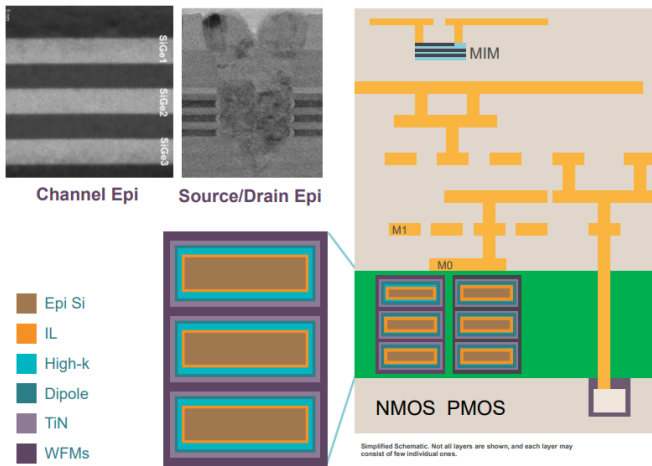 SiGe1
SiGe2
SiGe3
Channel Epi
Source/Drain Epi
MIM
M1
M0
Epi Si
IL
High-k
Dipole
TiN
WFMs
NMOS PMOS
Simplified Schematic. Not all layers are shown, and each layer may
consist of few individual ones.